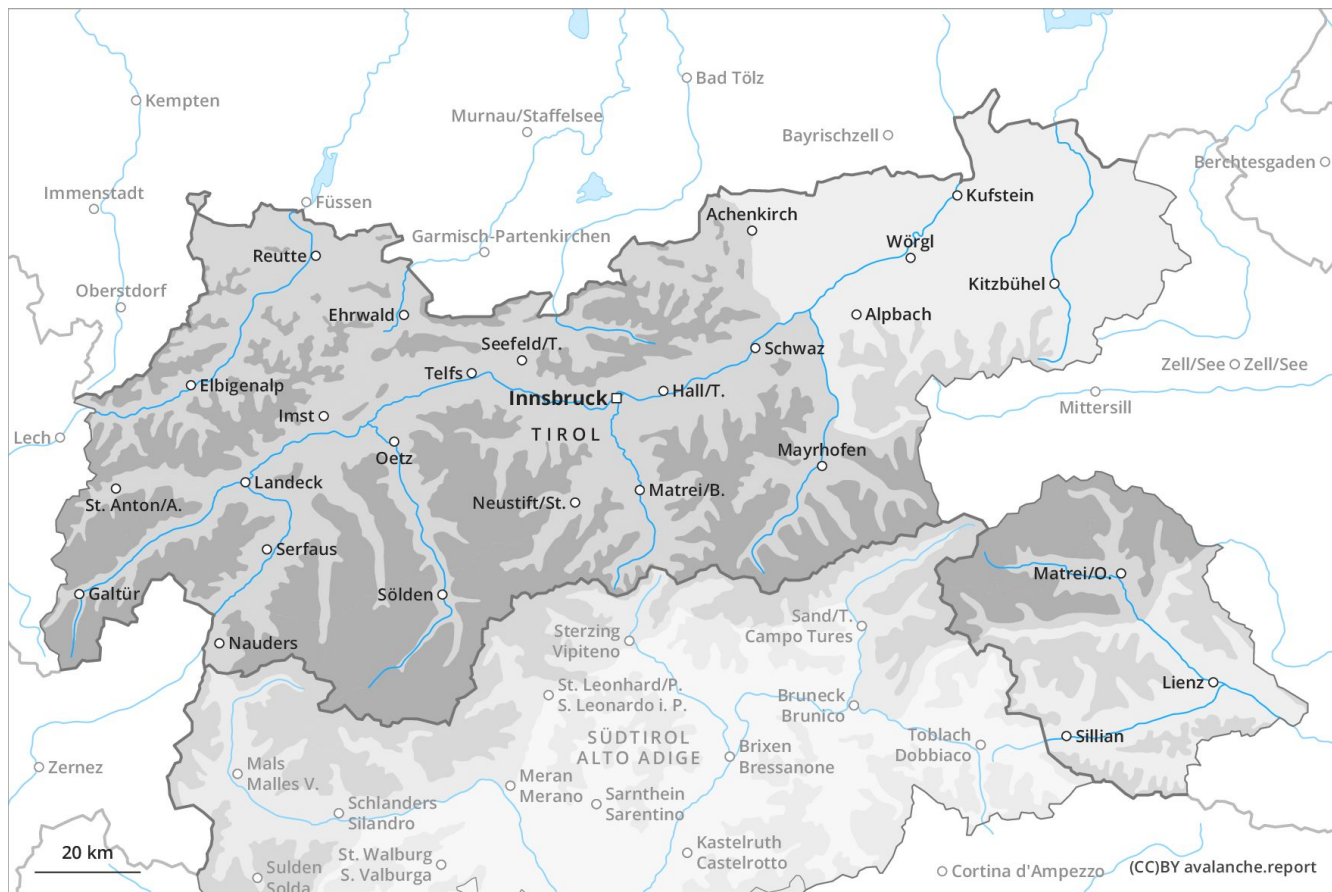 Bad Tölz
Kempten
Murnau/Staffelsee
Bayrischzell
Berchtesgaden
Immenstadt
Füssen
Kufstein
Achenkirch
Garmisch-Partenkirchen
Wörgl
Reutte
Kitzbühel
Oberstdorf
Ehrwald
Alpbach
Seefeld/T.
Schwaz
Zell/See
Zell/See
Telfs
Elbigenalp
Hall/T.
Mittersill
Innsbruck
Imst
TIROL
Lech
Mayrhofen
Oetz
Landeck
Matrei/B.
St. Anton/A.
Neustift/St.
Serfaus
Matrei/O.
Galtür
Sölden
Sand/T.
Campo Tures
Sterzing
Vipiteno
Nauders
Lienz
St. Leonhard/P.
S. Leonardo i. P.
Bruneck
Brunico
SÜDTIROL
ALTO ADIGE
Sillian
Toblach
Dobbiaco
Brixen
Bressanone
Zernez
Mals
Malles V.
Meran
Merano
Sarnthein
Sarentino
Schlanders
Silandro
Kastelruth
Castelrotto
20 km
St. Walburg
S. Valburga
Sulden
Solda
Cortina d'Ampezzo
(CC)BY avalanche.report